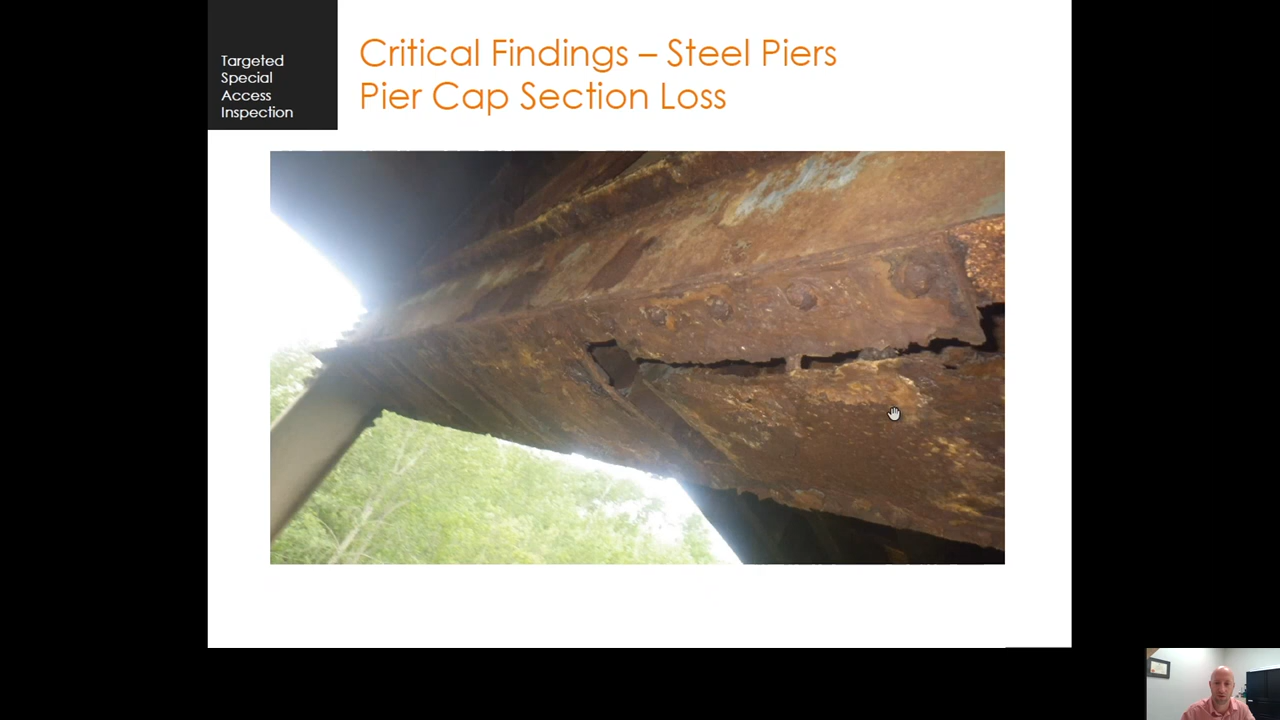 Targeted
Special
Access
Inspection
Critical Findings – Steel Piers
Pier Cap Section Loss